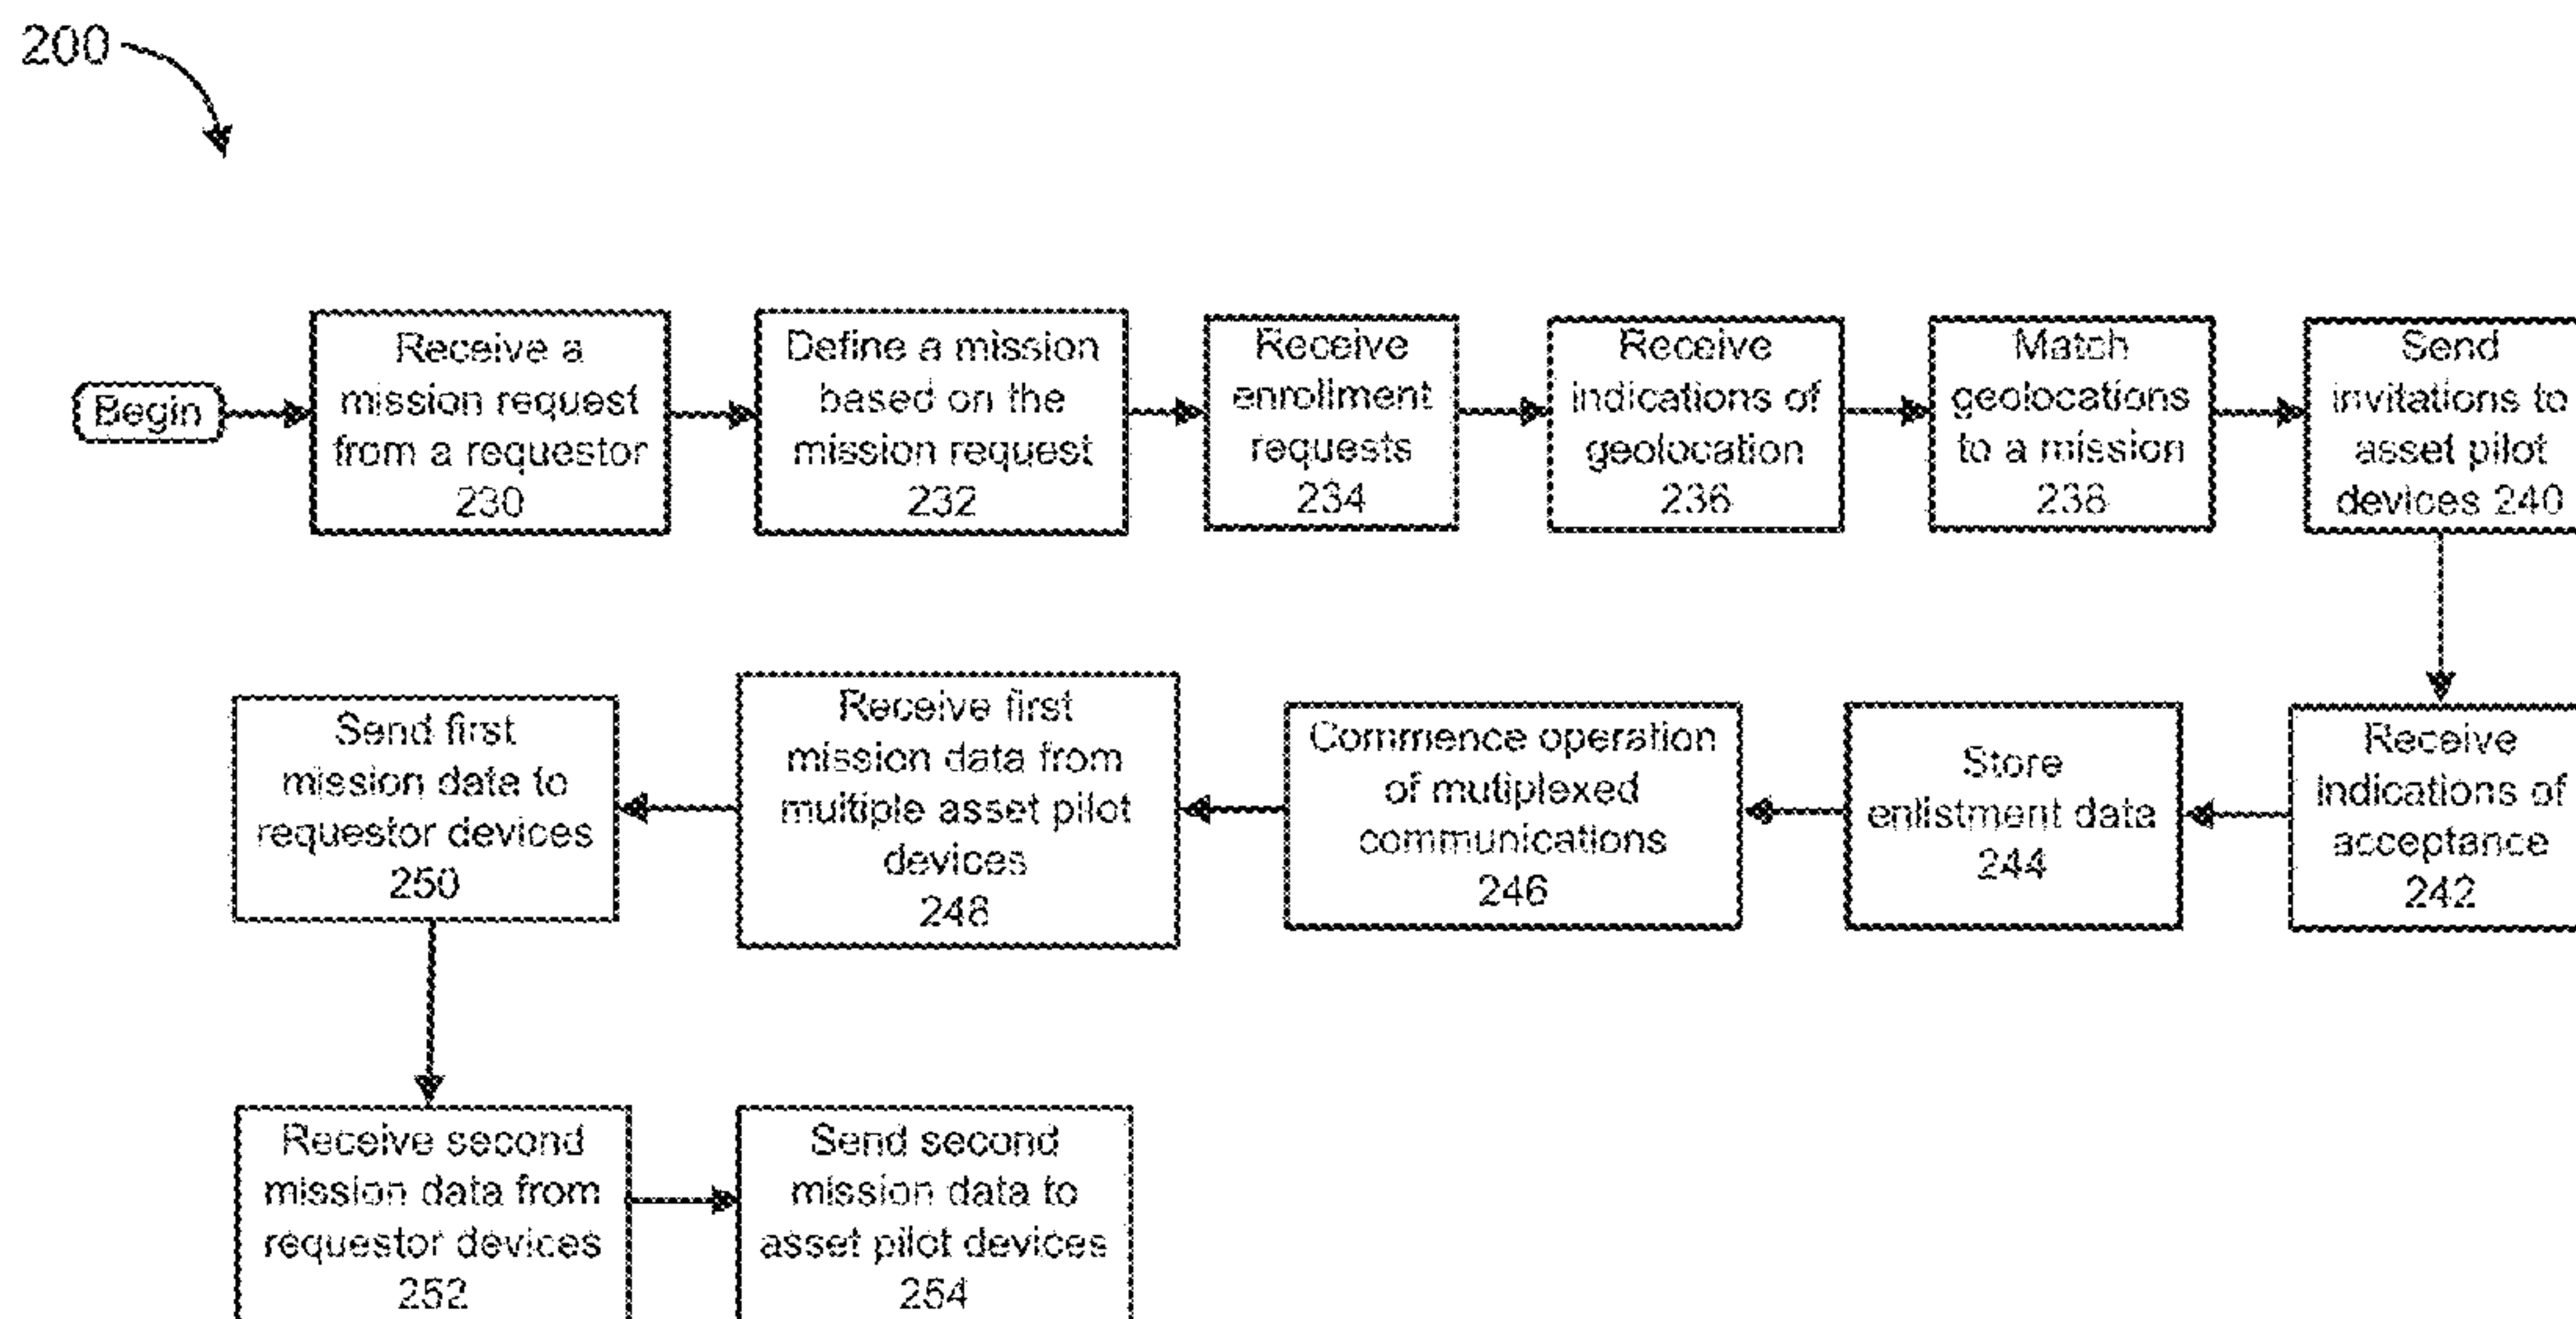 200
Begin
Receive a
mission request
from a requestor
230
Define a mission
based on the
mission request
232
Receive
enrollment
requests
234
Receive
indications of
geolocation
236
Match
geolocations
to a mission
238
Send
invitations to
asset pilot
devices 240
Receive
indications of
acceptance
242
Store
enlistment data
244
Commence operation
of mutiplexed
communications
246
Receive first
mission data from
multiple asset pilot
devices
248
Send first
mission data to
requestor devices
250
Receive second
mission data from
requestor devices
252
Send second
mission data to
asset pilot devices
254